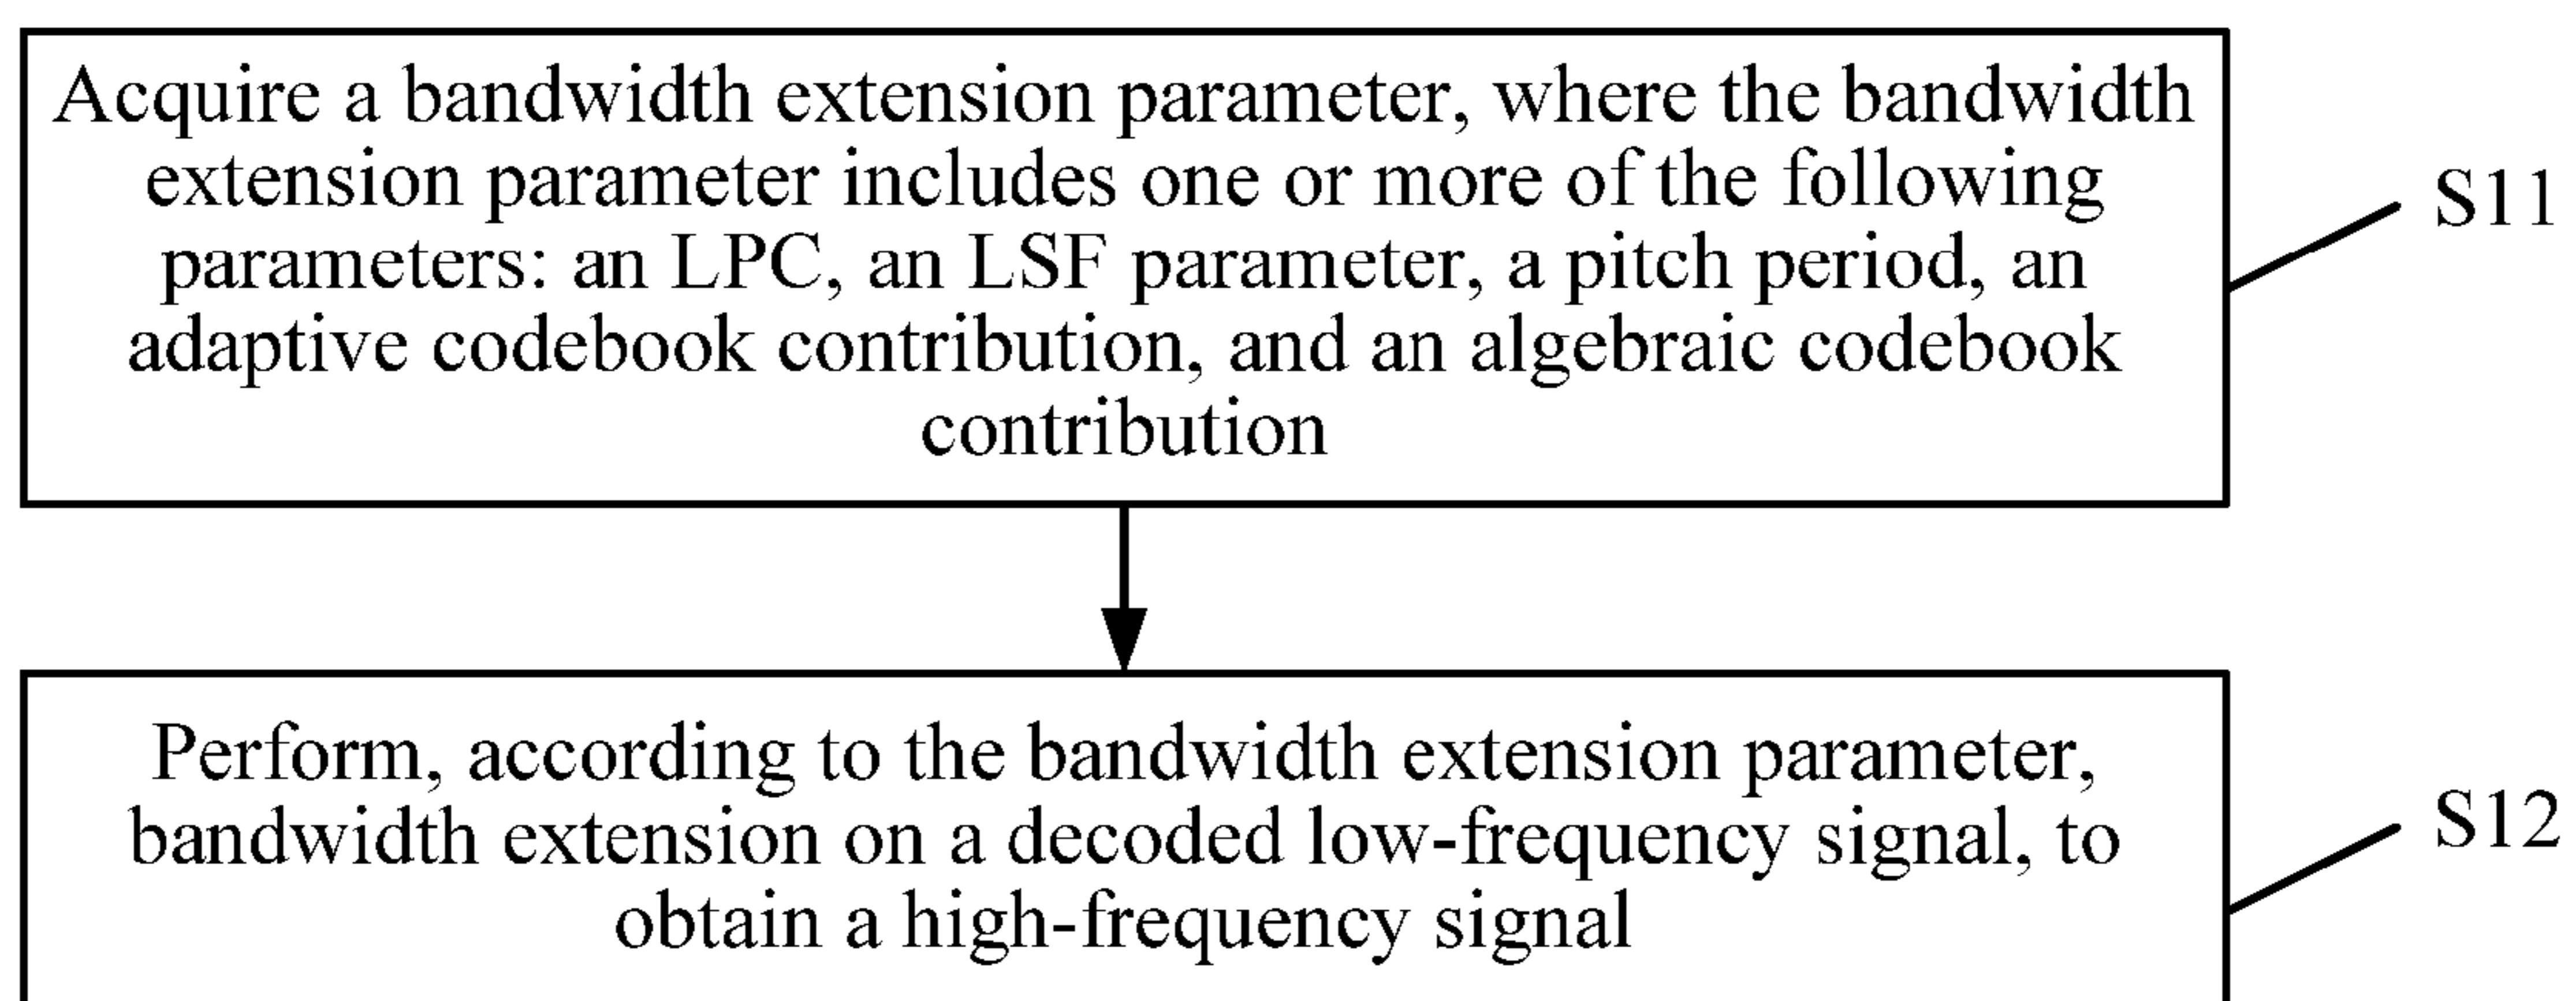 Acquire a bandwidth extension parameter, where the bandwidth
extension parameter includes one or more of the following
parameters: an LPC, an LSF parameter, a pitch period, an
adaptive codebook contribution, and an algebraic codebook
contribution
S11
Perform, according to the bandwidth extension parameter,
bandwidth extension on a decoded low-frequency signal, to
obtain a high-frequency signal
S12